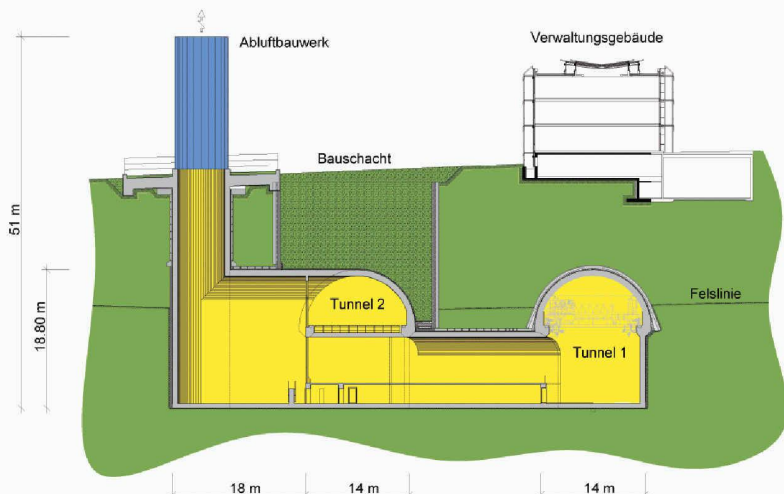 Abluftbauwerk
Verwaltungsgebäude
Bauschacht
51 m
Felslinie
Tunnel 2
18.80 m
Tunnel 1
18 m
14 m
14 m